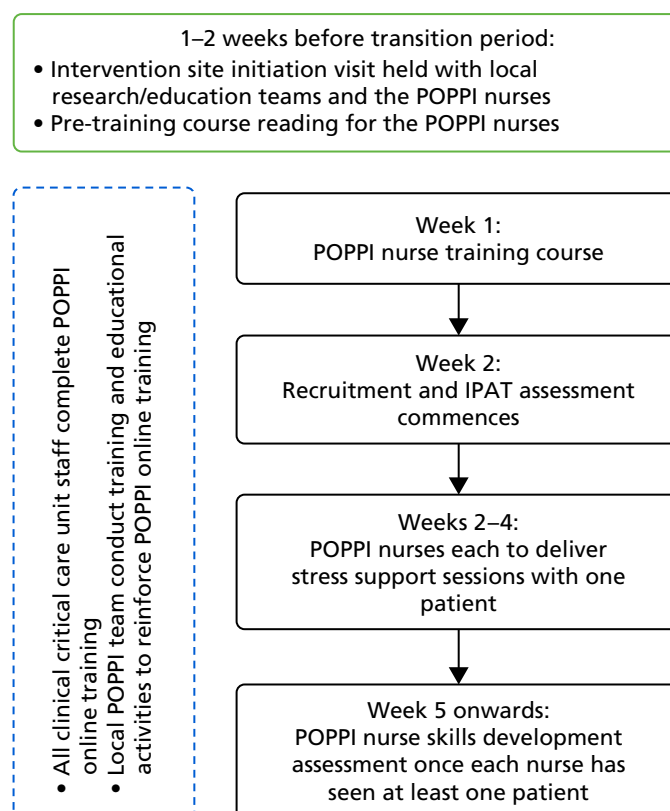 1–2 weeks before transition period:
• Intervention site initiation visit held with local
research/education teams and the POPPI nurses
• Pre-training course reading for the POPPI nurses
• All clinical critical care unit staff complete POPPI
online training
• Local POPPI team conduct training and educational
activities to reinforce POPPI online training
Week 1:
POPPI nurse training course
Week 2:
Recruitment and IPAT assessment
commences
Weeks 2–4:
POPPI nurses each to deliver
stress support sessions with one
patient
Week 5 onwards:
POPPI nurse skills development
assessment once each nurse has
seen at least one patient